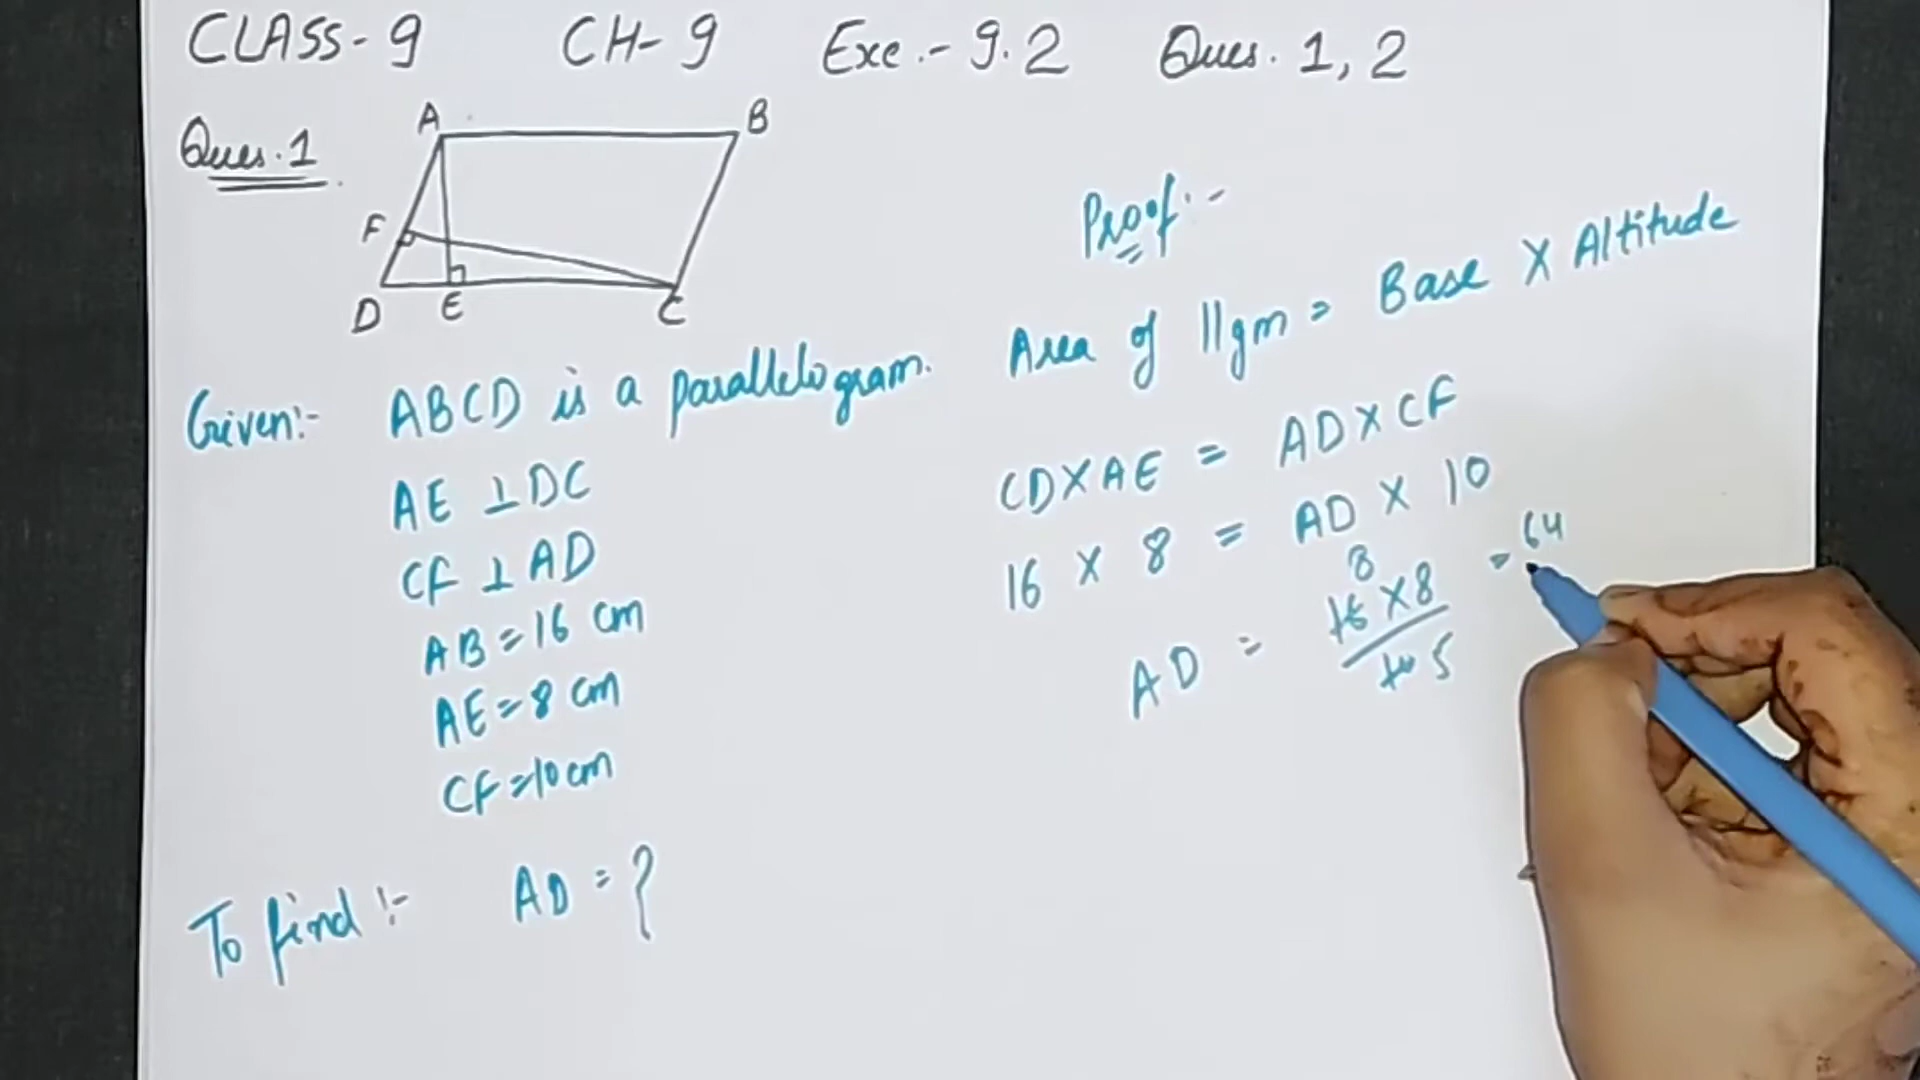 CLASS-9 CH-9 Exe.-9.2 Ques. 1, 2
Ques.1
A B
F
D E C
Given:- ABCD is a parallelogram.
AE ⊥ DC
CF ⊥ AD
AB = 16 cm
AE = 8 cm
CF = 10 cm
To find:- AD = ?
Proof:-
Area of ||gm = Base X Altitude
CD X AE = AD X CF
16 X 8 = AD X 10
8
AD = 16 X 8 = 64
10 5